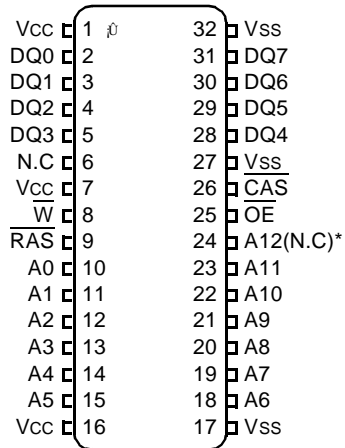 VCC 1 32 VSS
DQ0 2 31 DQ7
DQ1 3 30 DQ6
DQ2 4 29 DQ5
DQ3 5 28 DQ4
N.C 6 27 VSS
VCC 7 26 CAS
W 8 25 OE
RAS 9 24 A12(N.C)*
A0 10 23 A11
A1 11 22 A10
A2 12 21 A9
A3 13 20 A8
A4 14 19 A7
A5 15 18 A6
VCC 16 17 VSS